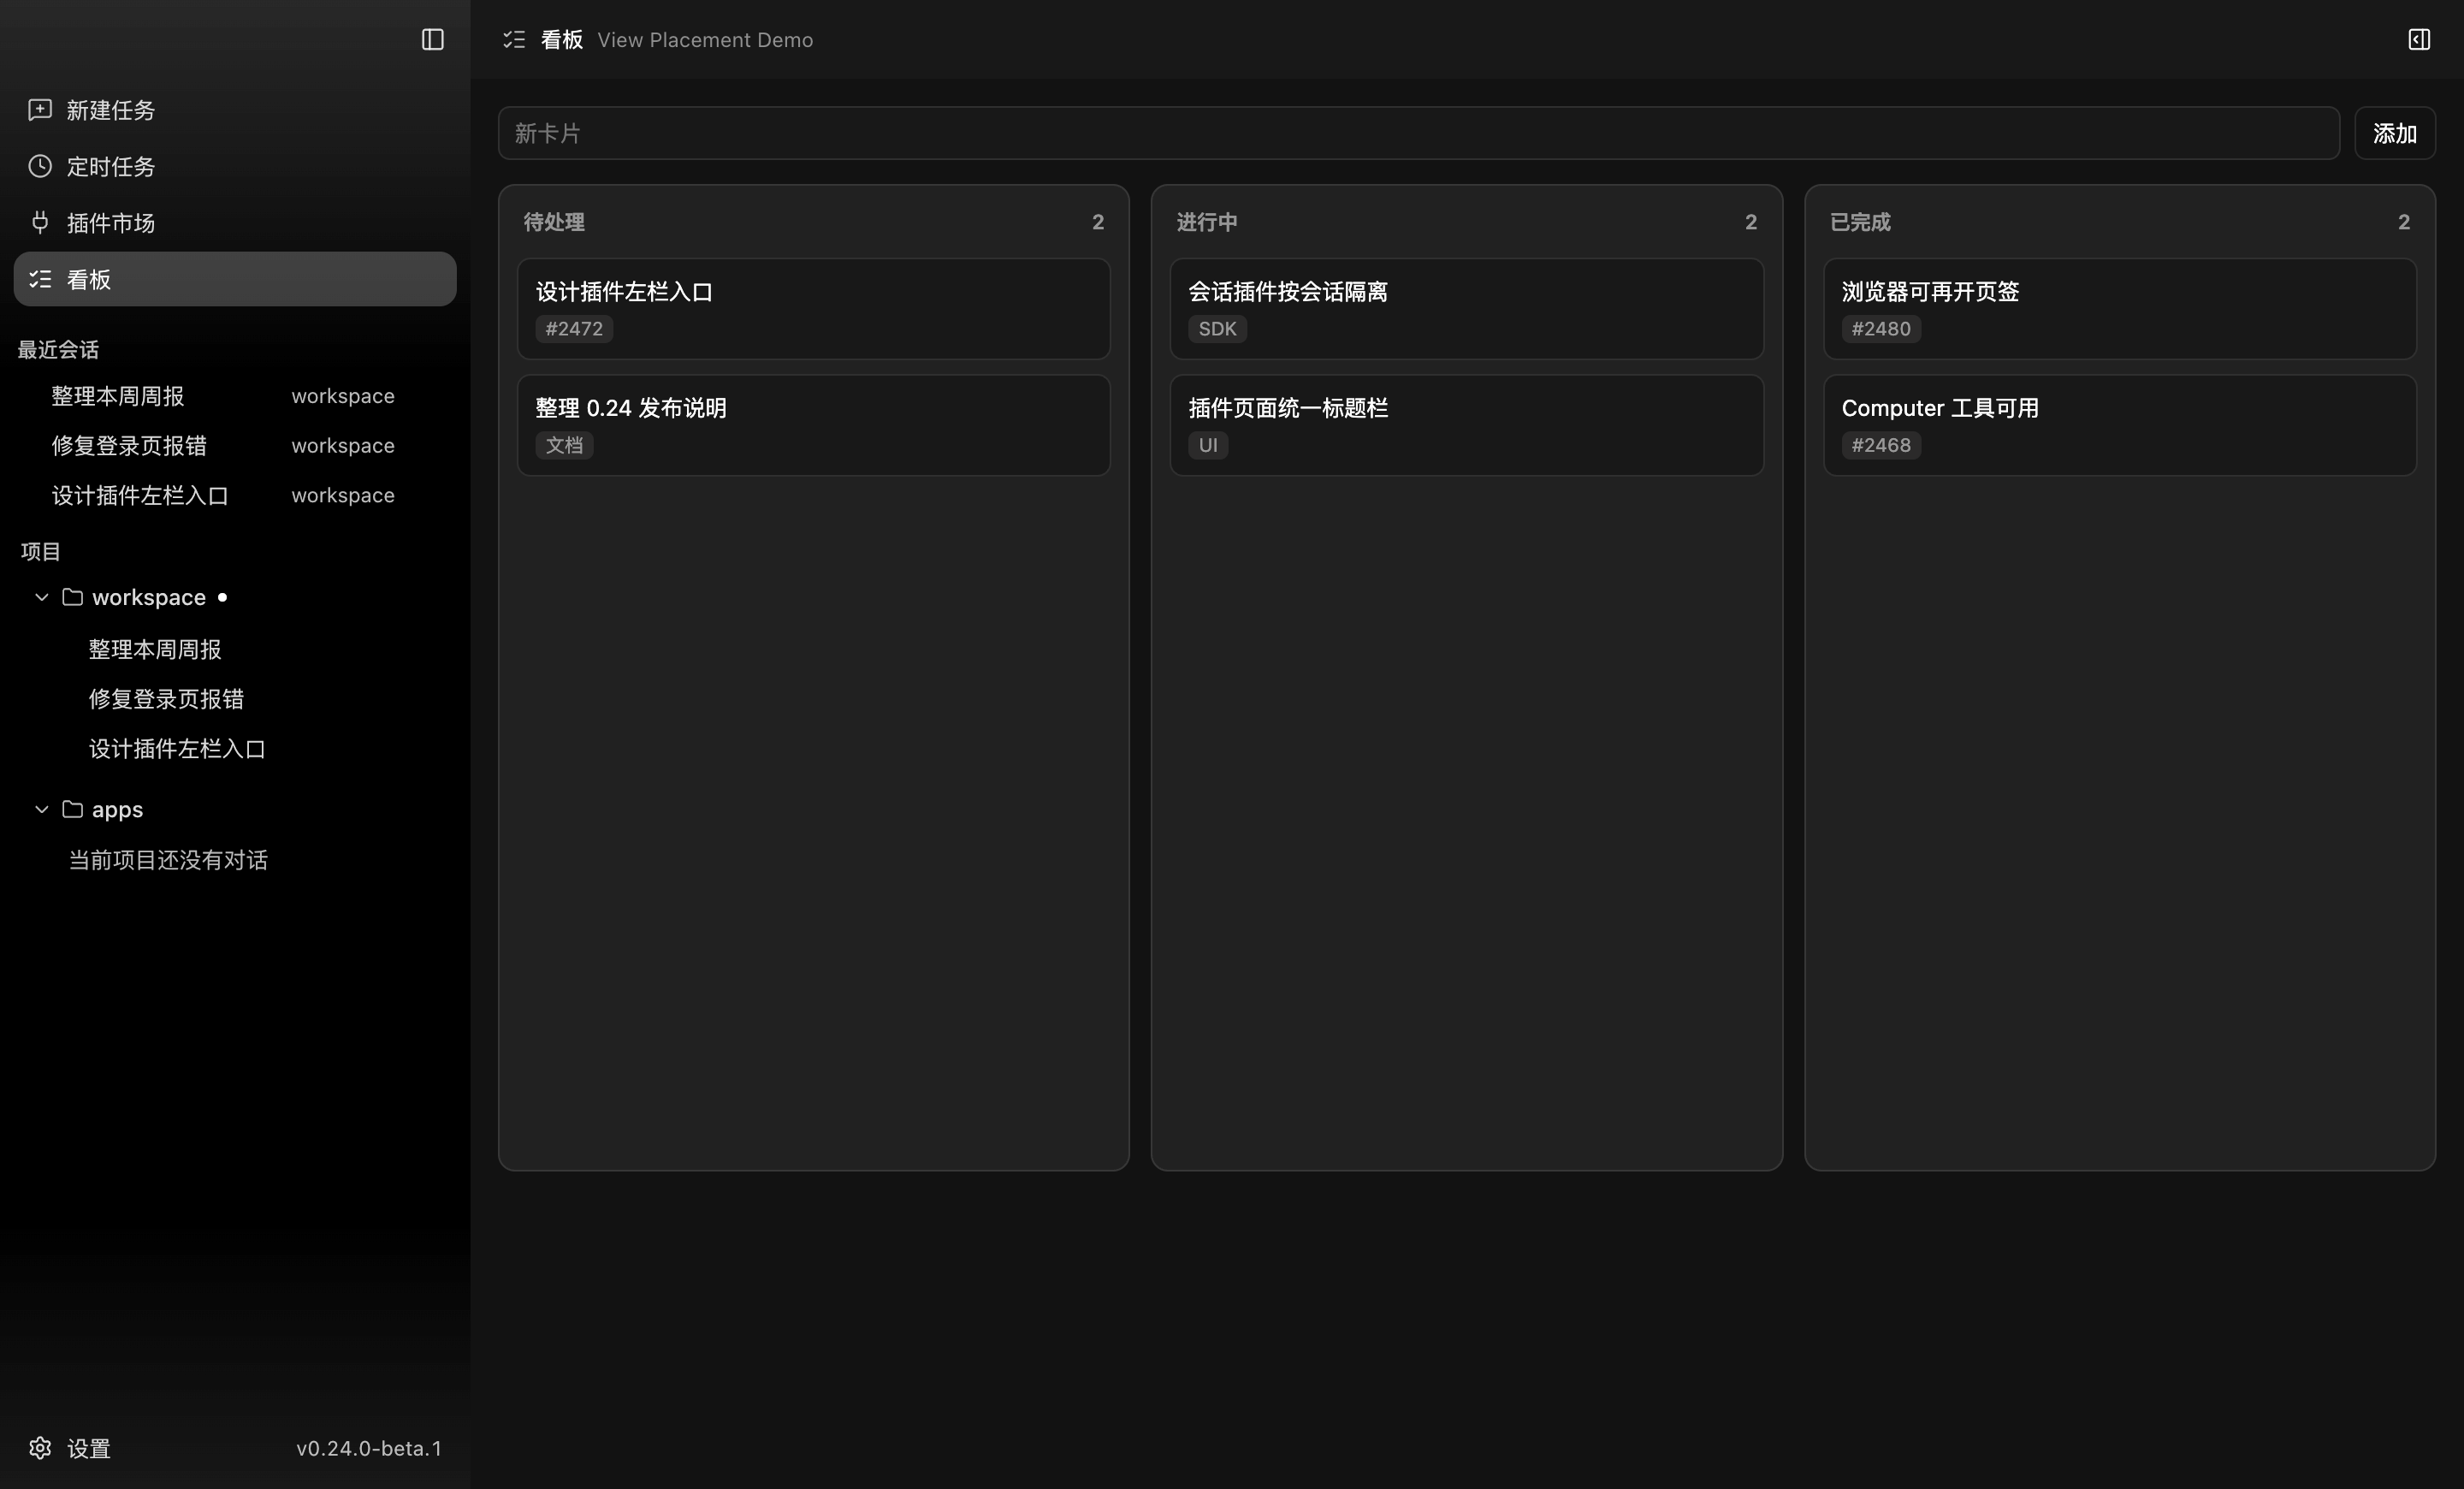 看板 View Placement Demo
新建任务
定时任务
插件市场
看板
最近会话
整理本周周报 workspace
修复登录页报错 workspace
设计插件左栏入口 workspace
项目
workspace
整理本周周报
修复登录页报错
设计插件左栏入口
apps
当前项目还没有对话
设置 v0.24.0-beta.1
新卡片 添加
待处理 2
设计插件左栏入口
#2472
整理 0.24 发布说明
文档
进行中 2
会话插件按会话隔离
SDK
插件页面统一标题栏
UI
已完成 2
浏览器可再开页签
#2480
Computer 工具可用
#2468